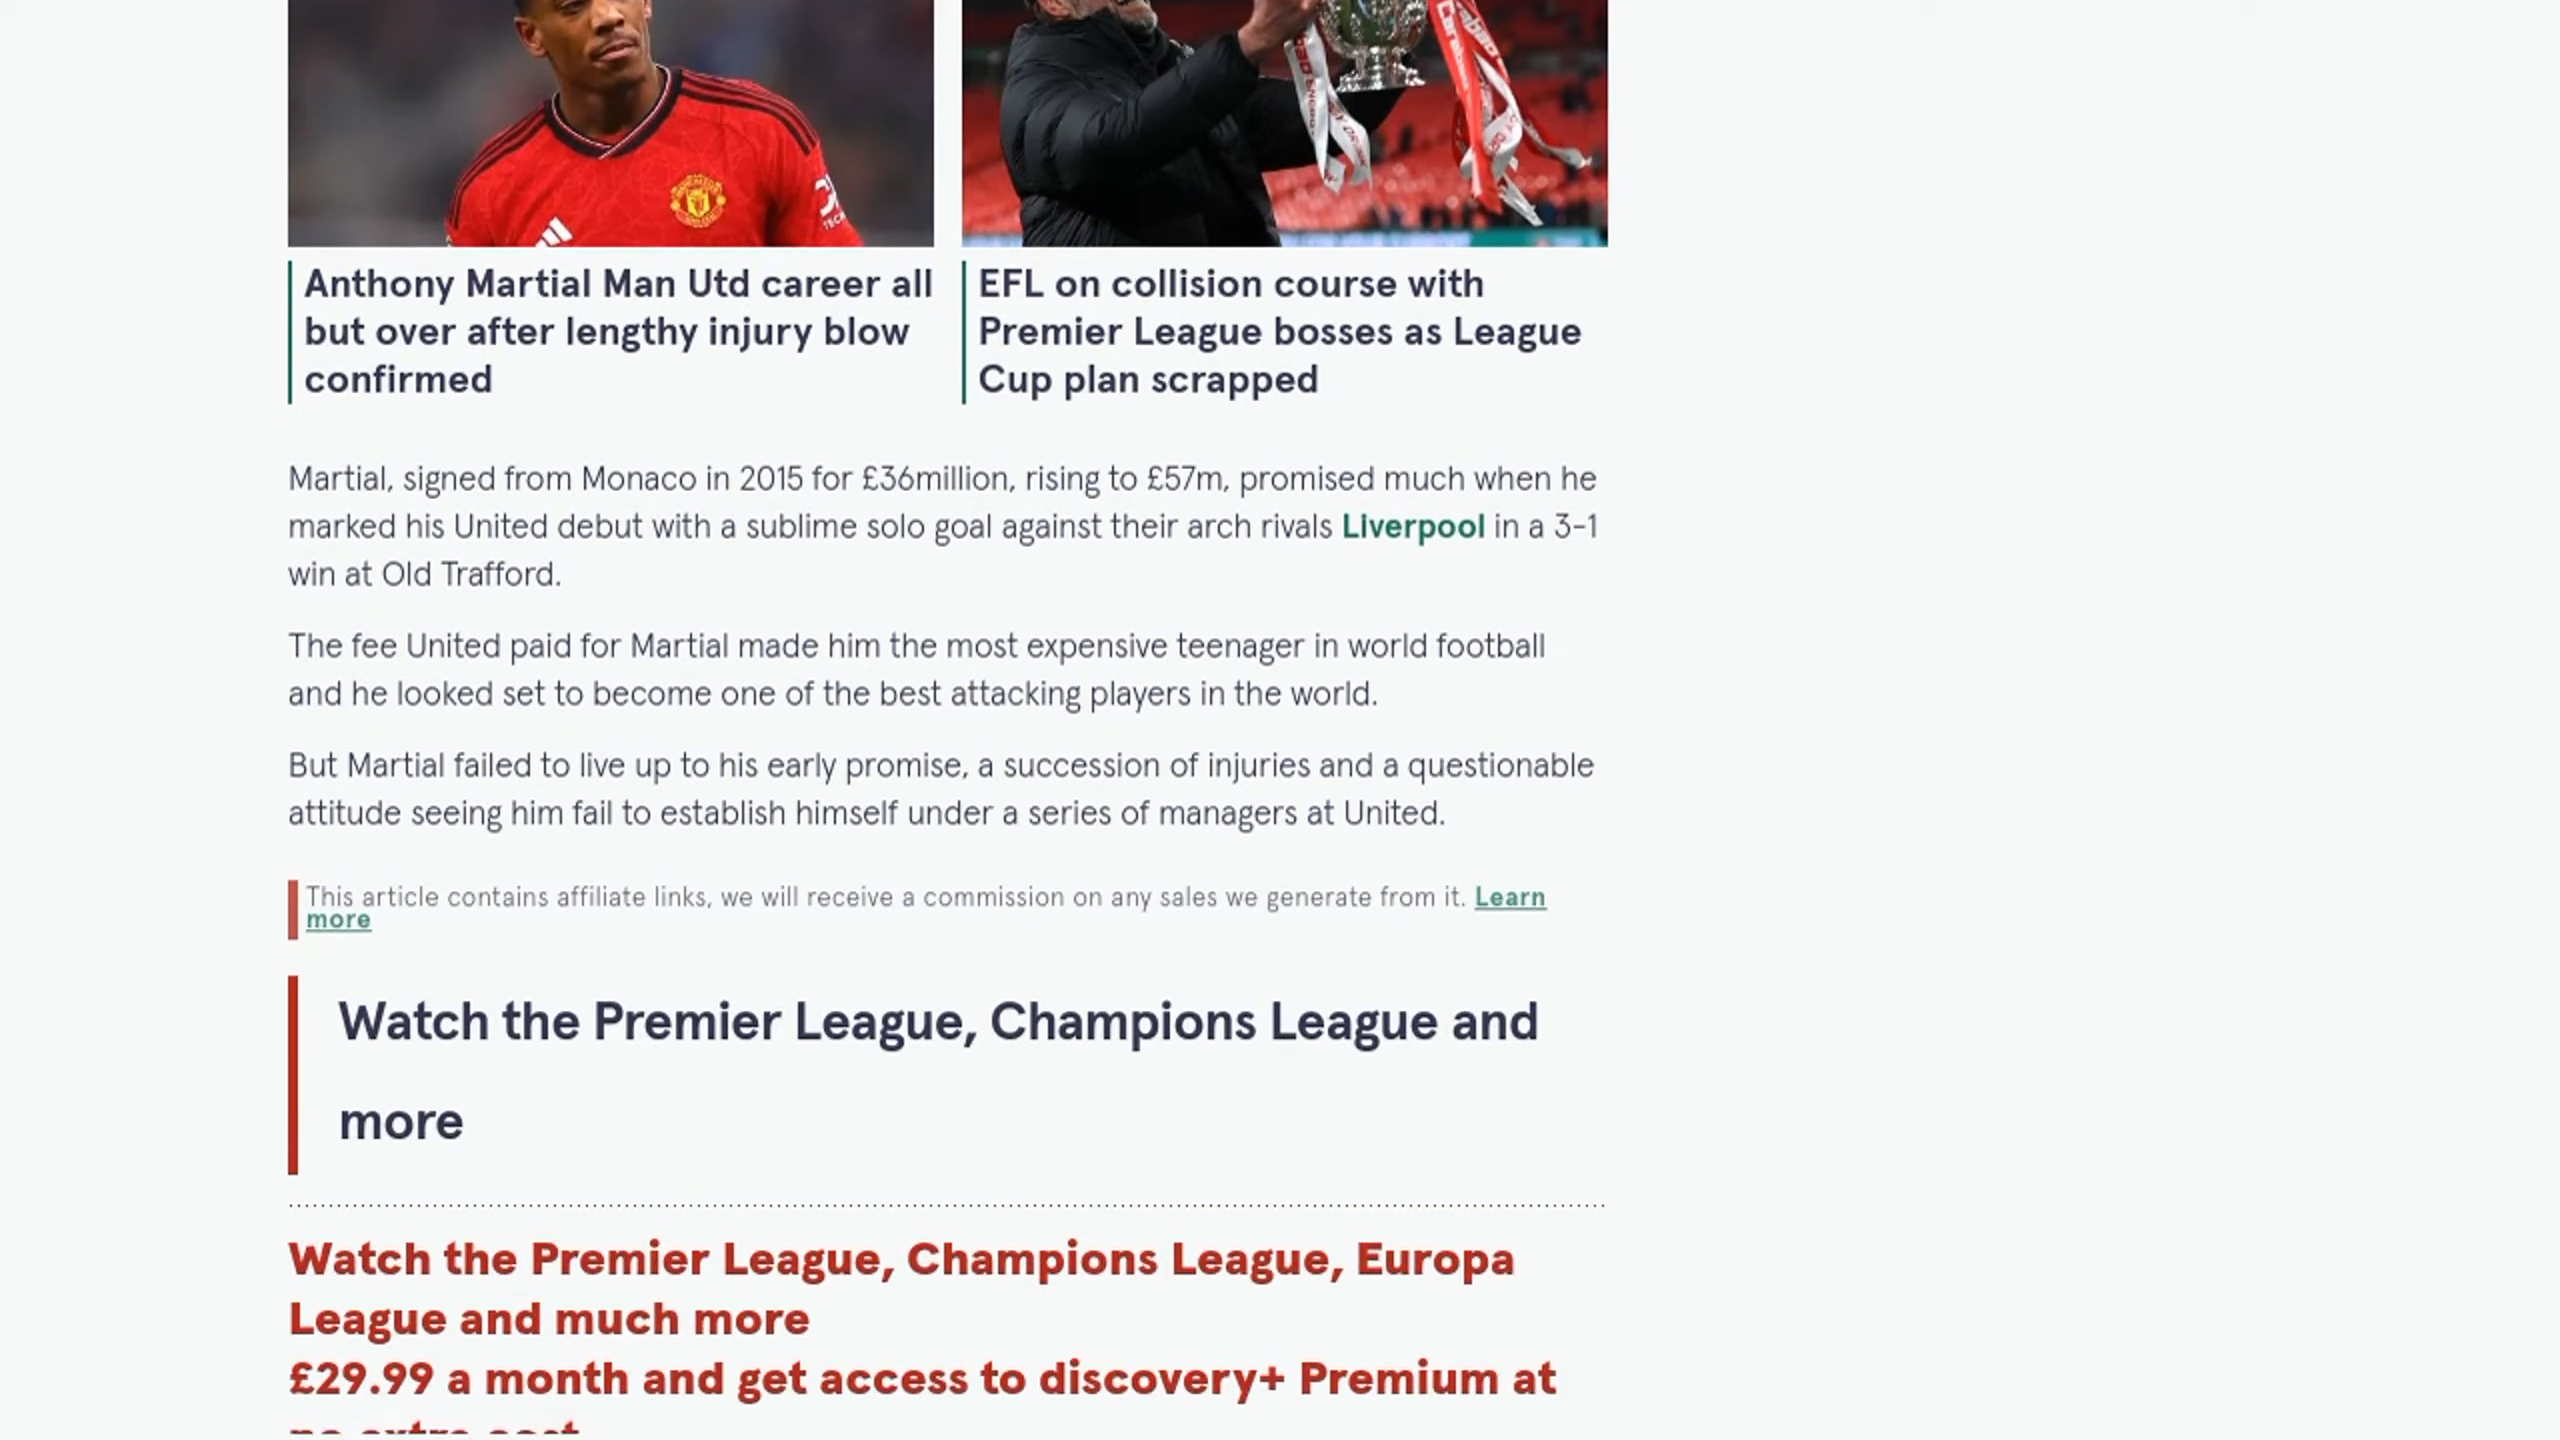 Anthony Martial Man Utd career all
but over after lengthy injury blow
confirmed
EFL on collision course with
Premier League bosses as League
Cup plan scrapped
Martial, signed from Monaco in 2015 for £36million, rising to £57m, promised much when he
marked his United debut with a sublime solo goal against their arch rivals Liverpool in a 3-1
win at Old Trafford.
The fee United paid for Martial made him the most expensive teenager in world football
and he looked set to become one of the best attacking players in the world.
But Martial failed to live up to his early promise, a succession of injuries and a questionable
attitude seeing him fail to establish himself under a series of managers at United.
This article contains affiliate links, we will receive a commission on any sales we generate from it. Learn
more
Watch the Premier League, Champions League and
more
Watch the Premier League, Champions League, Europa
League and much more
£29.99 a month and get access to discovery+ Premium at
no extra cost